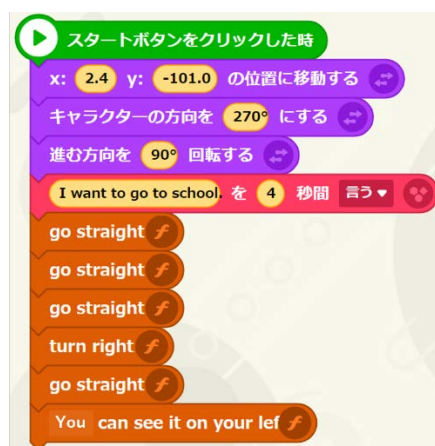 スタートボタンをクリックした時
x: 2.4 y: -101.0 の位置に移動する
キャラクターの方向を 270° にする
進む方向を 90° 回転する
I want to go to school. を 4 秒間 言う
go straight
go straight
go straight
turn right
go straight
You can see it on your lef